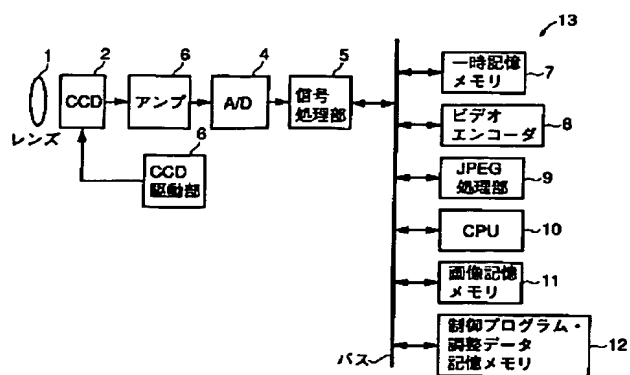 13
1
2
6
4
5
CCD
アンプ
A/D
信号
処理部
レンズ
6
CCD
駆動部
一時記憶
メモリ
7
ビデオ
エンコーダ
8
JPEG
処理部
9
CPU
10
画像記憶
メモリ
11
制御プログラム・
調整データ
記憶メモリ
12
バス